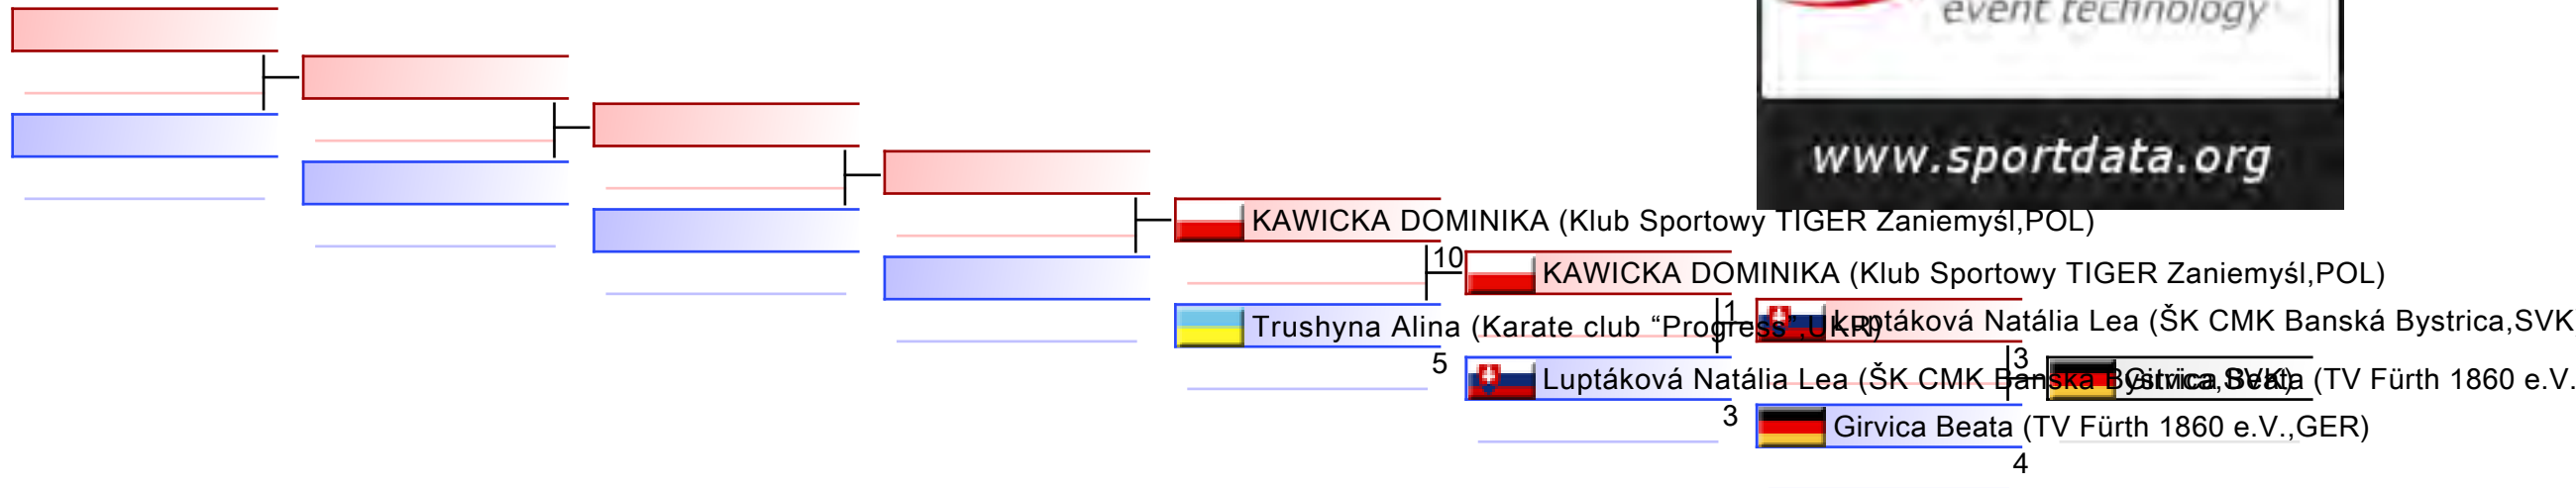 event technology
www.sportdata.org
KAWICKA DOMINIKA (Klub Sportowy TIGER Zaniemyśl,POL)
10
KAWICKA DOMINIKA (Klub Sportowy TIGER Zaniemyśl,POL)
1
Luptáková Natália Lea (ŠK CMK Banská Bystrica,SVK
Trushyna Alina (Karate club “Progress”,UKR)
5
3
Luptáková Natália Lea (ŠK CMK Banská Bystrica,SVK)
Girvica Beata (TV Fürth 1860 e.V.
3
Girvica Beata (TV Fürth 1860 e.V.,GER)
4